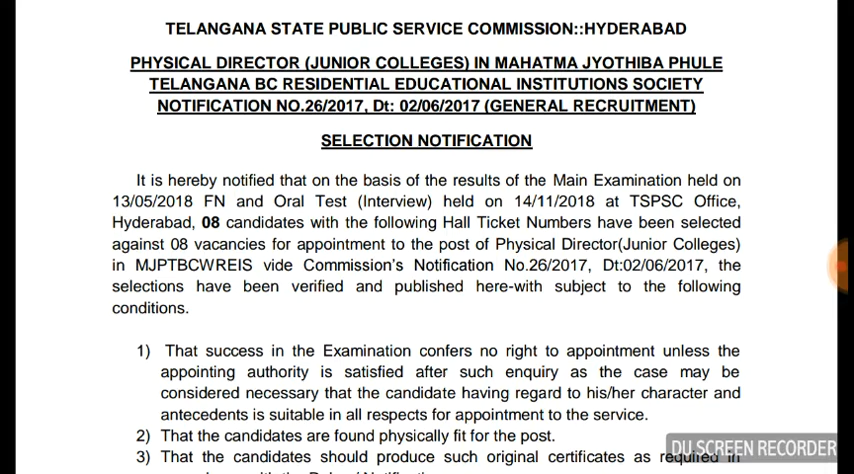 TELANGANA STATE PUBLIC SERVICE COMMISSION::HYDERABAD
PHYSICAL DIRECTOR (JUNIOR COLLEGES) IN MAHATMA JYOTHIBA PHULE
TELANGANA BC RESIDENTIAL EDUCATIONAL INSTITUTIONS SOCIETY
NOTIFICATION NO.26/2017, Dt: 02/06/2017 (GENERAL RECRUITMENT)
SELECTION NOTIFICATION
It is hereby notified that on the basis of the results of the Main Examination held on
13/05/2018 FN and Oral Test (Interview) held on 14/11/2018 at TSPSC Office,
Hyderabad, 08 candidates with the following Hall Ticket Numbers have been selected
against 08 vacancies for appointment to the post of Physical Director(Junior Colleges)
in MJPTBCWREIS vide Commission's Notification No.26/2017, Dt:02/06/2017, the
selections have been verified and published here-with subject to the following
conditions.
1) That success in the Examination confers no right to appointment unless the
appointing authority is satisfied after such enquiry as the case may be
considered necessary that the candidate having regard to his/her character and
antecedents is suitable in all respects for appointment to the service.
2) That the candidates are found physically fit for the post.
3) That the candidates should produce such original certificates as required in
DU SCREEN RECORDER